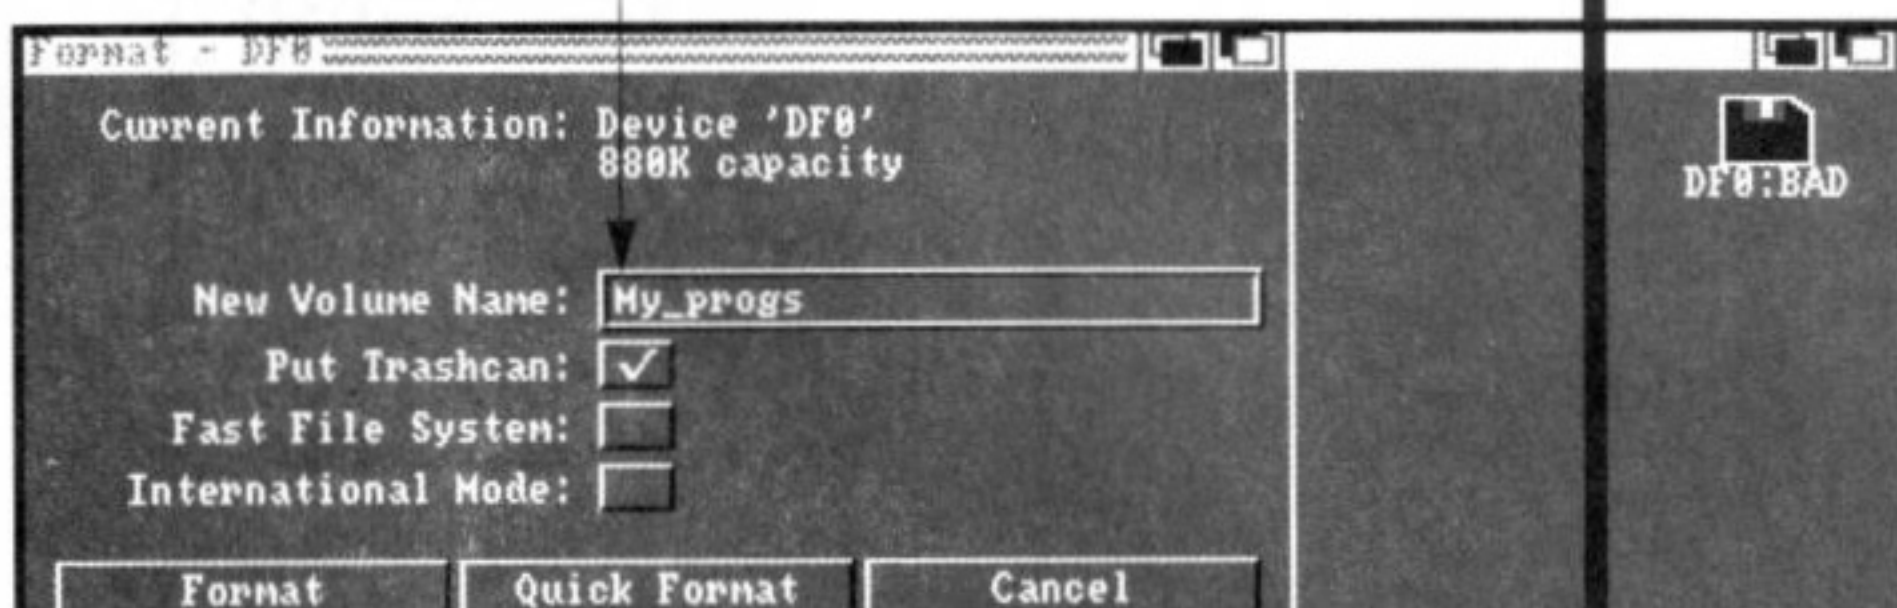 Format - DF0
Current Information: Device 'DF0'
880K capacity
DF0:BAD
New Volume Name: My_progs
Put Trashcan:
Fast File System:
International Mode:
Format Quick Format Cancel